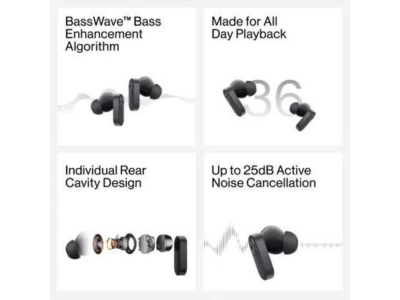 BassWave™ Bass
Enhancement
Algorithm
Made for All
Day Playback
36
Individual Rear
Cavity Design
Up to 25dB Active
Noise Cancellation